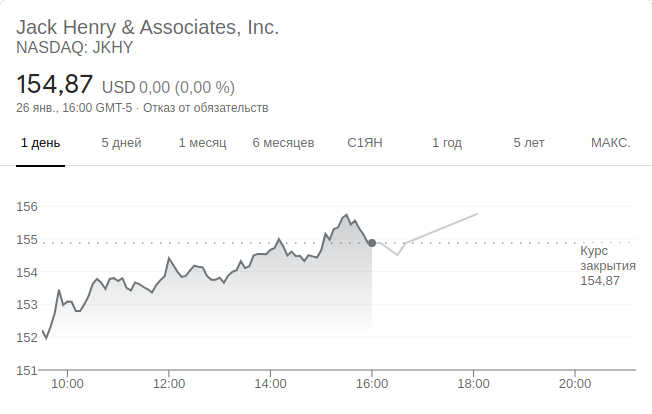 Jack Henry & Associates, Inc.
NASDAQ: JKHY
154,87 USD 0,00 (0,00 %)
26 янв., 16:00 GMT-5 · Отказ от обязательств
1 день 5 дней 1 месяц 6 месяцев С1ЯН 1 год 5 лет МАКС.
156
155
154
153
152
151
Курс
закрытия
154,87
10:00 12:00 14:00 16:00 18:00 20:00